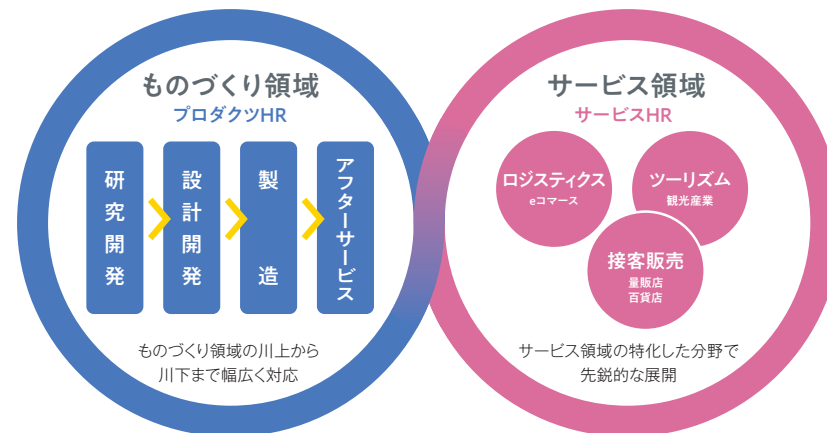 ものづくり領域
プロダクツHR
研究開発
設計開発
製造
アフターサービス
ものづくり領域の川上から
川下まで幅広く対応
サービス領域
サービスHR
ロジスティクス
eコマース
ツーリズム
観光産業
接客販売
量販店
百貨店
サービス領域の特化した分野で
先鋭的な展開